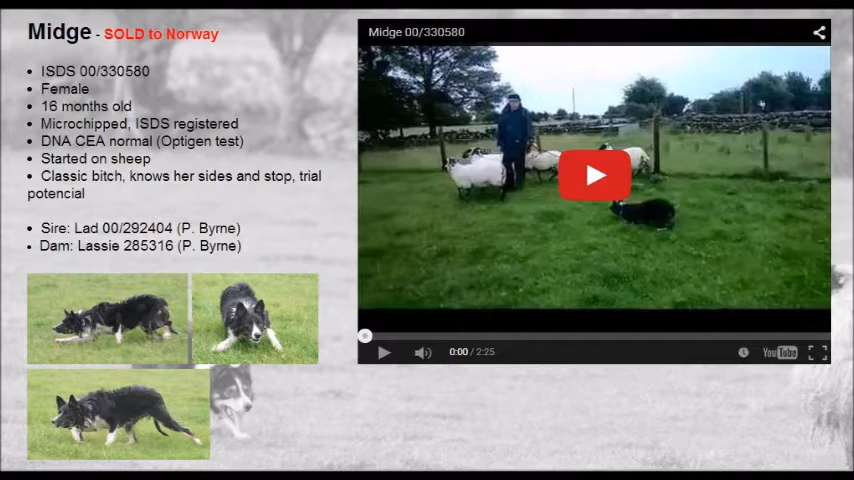 Midge - SOLD to Norway
• ISDS 00/330580
• Female
• 16 months old
• Microchipped, ISDS registered
• DNA CEA normal (Optigen test)
• Started on sheep
• Classic bitch, knows her sides and stop, trial
potencial
• Sire: Lad 00/292404 (P. Byrne)
• Dam: Lassie 285316 (P. Byrne)
Midge 00/330580
0:00 / 2:25
YouTube